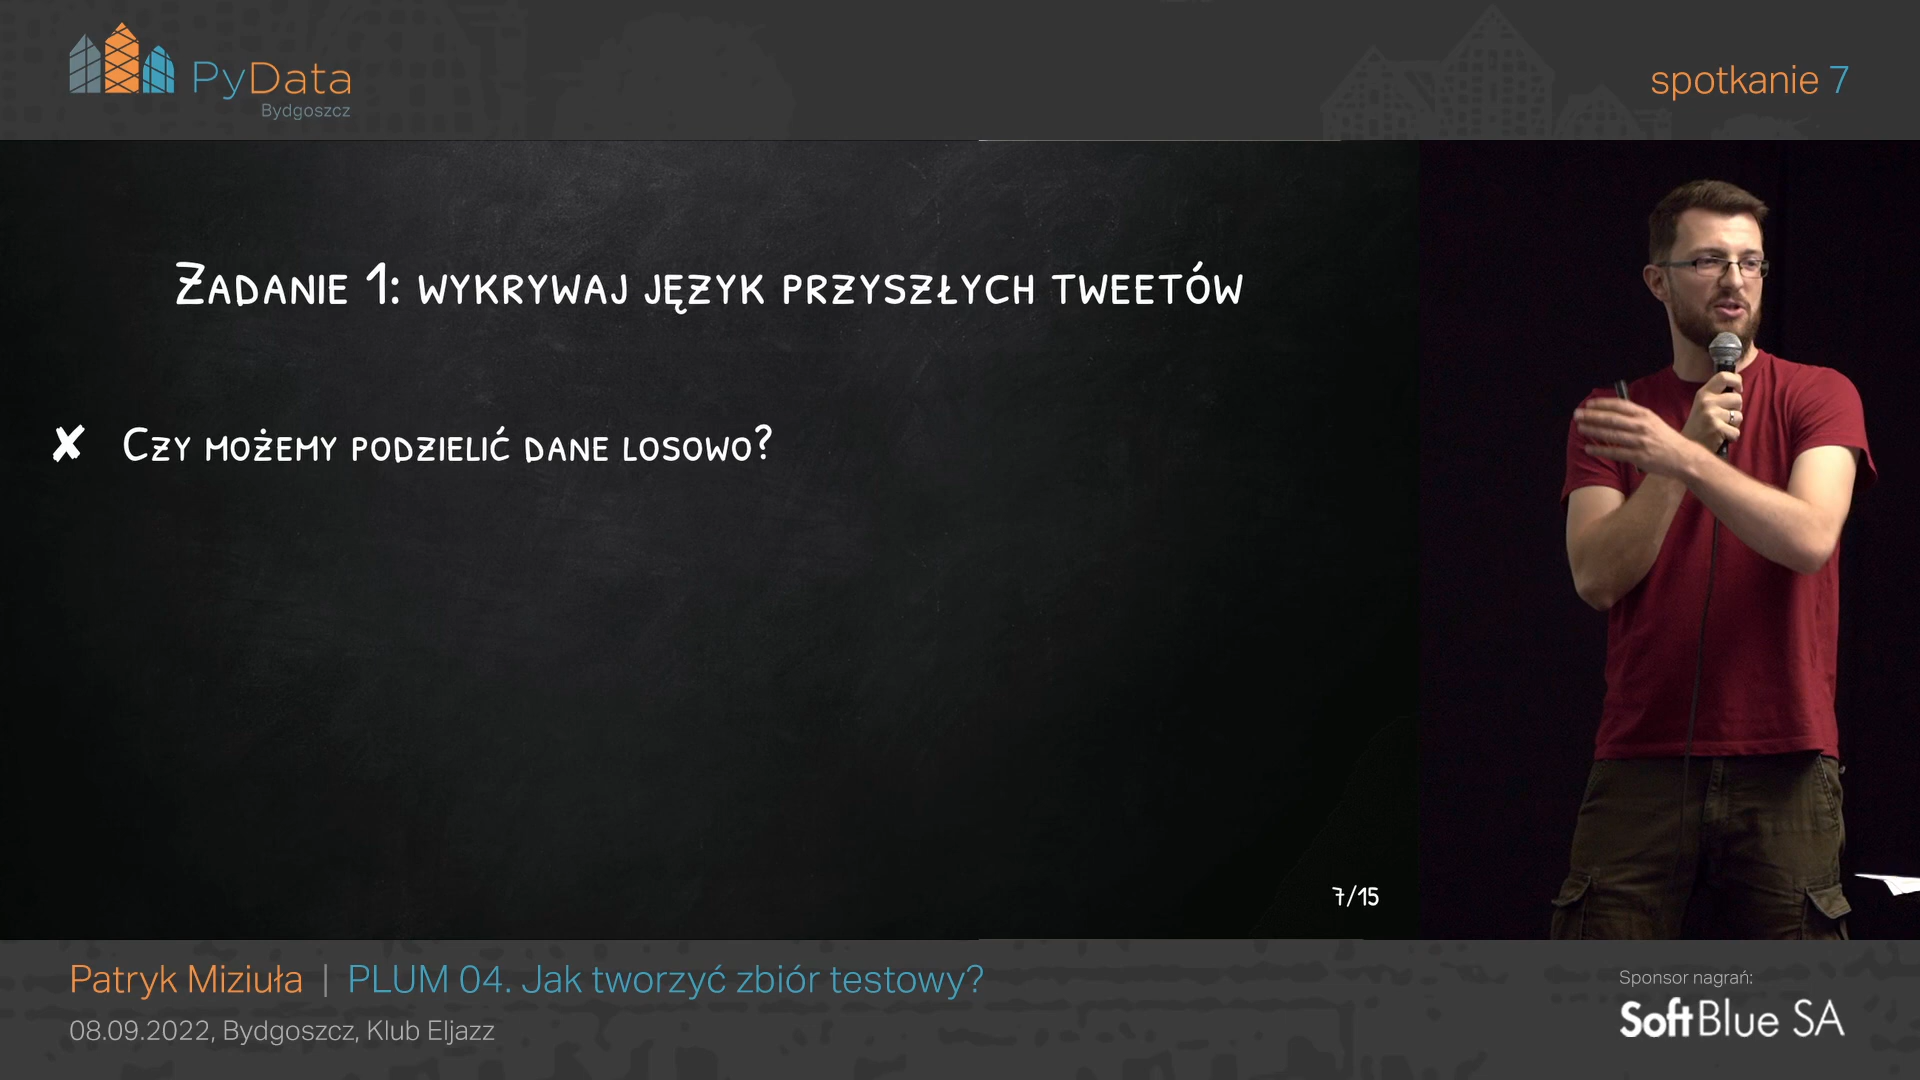 PyData
Bydgoszcz
spotkanie 7
Zadanie 1: wykrywaj język przyszłych tweetów
✘ Czy możemy podzielić dane losowo?
7/15
Patryk Miziuła | PLUM 04. Jak tworzyć zbiór testowy?
08.09.2022, Bydgoszcz, Klub Eljazz
Sponsor nagrań:
SoftBlue SA